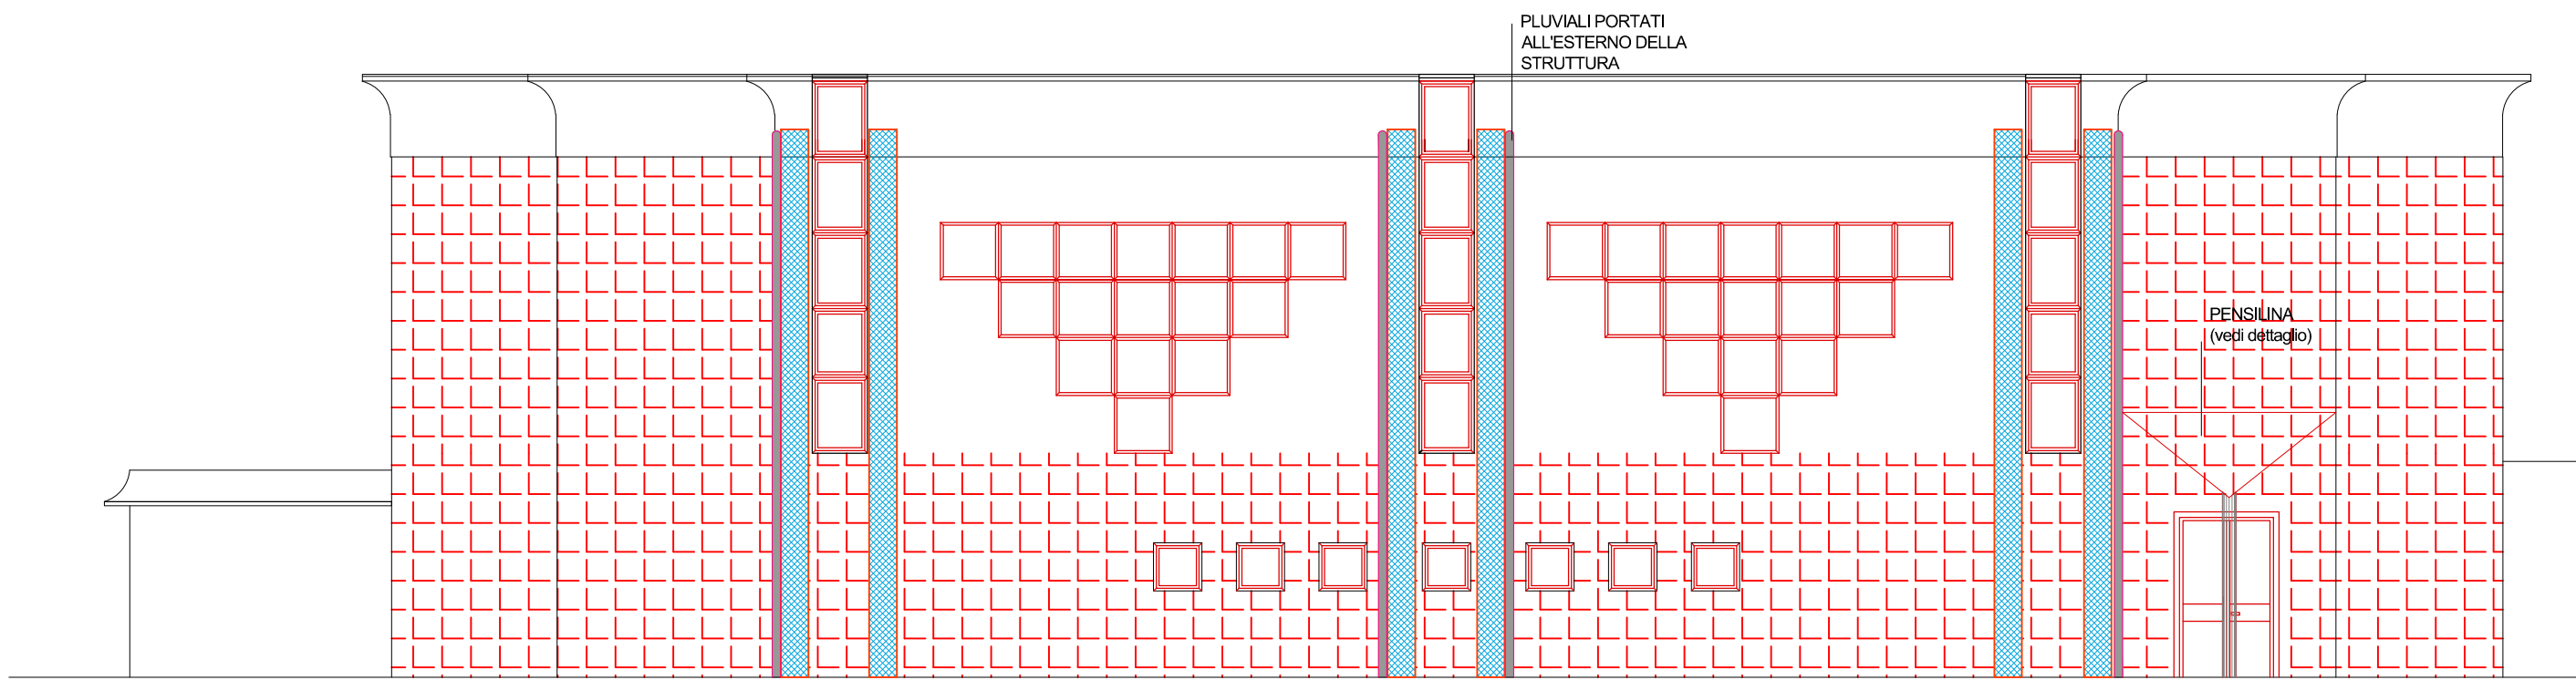 PLUVIALI PORTATI
ALL'ESTERNO DELLA
STRUTTURA
PENSILINA
(vedi dettaglio)